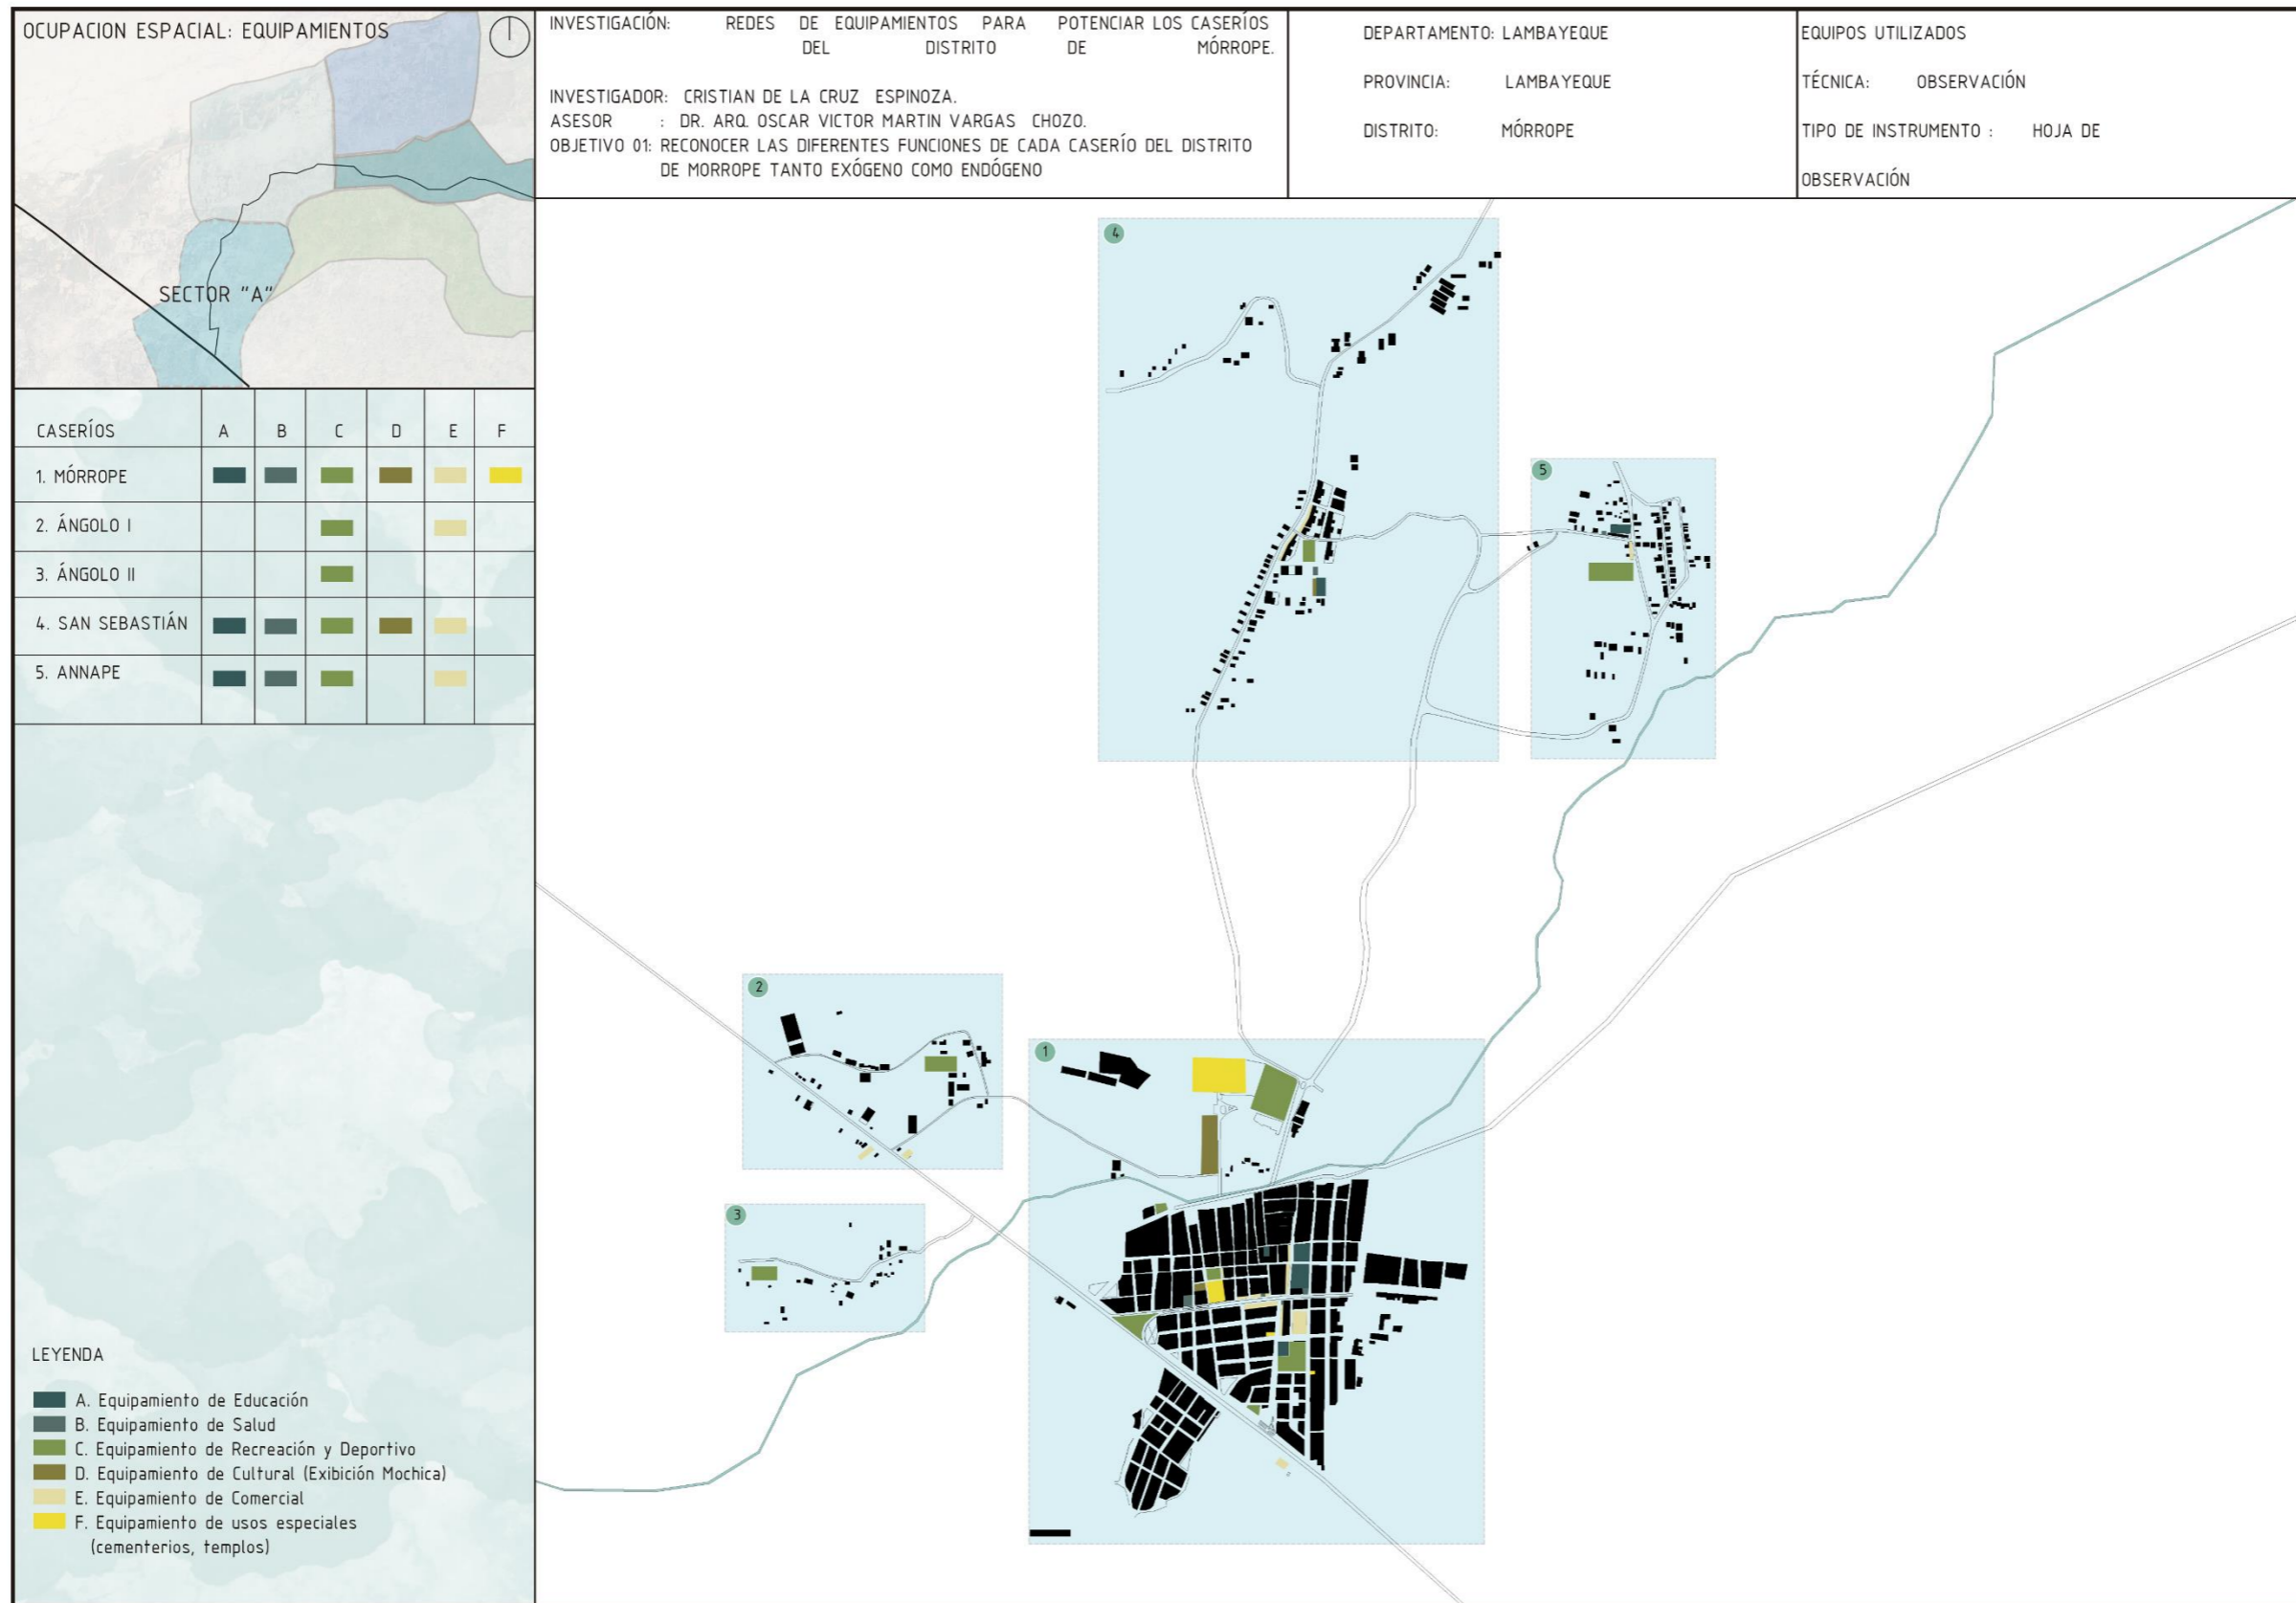 OCUPACION ESPACIAL: EQUIPAMIENTOS
SECTOR "A"
INVESTIGACIÓN: REDES DE EQUIPAMIENTOS PARA POTENCIAR LOS CASERÍOS
DEL DISTRITO DE MÓRROPE.
INVESTIGADOR: CRISTIAN DE LA CRUZ ESPINOZA.
ASESOR : DR. ARQ. OSCAR VICTOR MARTIN VARGAS CHOZO.
OBJETIVO 01: RECONOCER LAS DIFERENTES FUNCIONES DE CADA CASERÍO DEL DISTRITO
DE MORROPE TANTO EXÓGENO COMO ENDÓGENO
DEPARTAMENTO: LAMBAYEQUE
PROVINCIA: LAMBAYEQUE
DISTRITO: MÓRROPE
EQUIPOS UTILIZADOS
TÉCNICA: OBSERVACIÓN
TIPO DE INSTRUMENTO : HOJA DE
OBSERVACIÓN
CASERÍOS A B C D E F
1. MÓRROPE
2. ÁNGOLO I
3. ÁNGOLO II
4. SAN SEBASTIÁN
5. ANNAPE
LEYENDA
A. Equipamiento de Educación
B. Equipamiento de Salud
C. Equipamiento de Recreación y Deportivo
D. Equipamiento de Cultural (Exibición Mochica)
E. Equipamiento de Comercial
F. Equipamiento de usos especiales
(cementerios, templos)
4
5
2
1
3